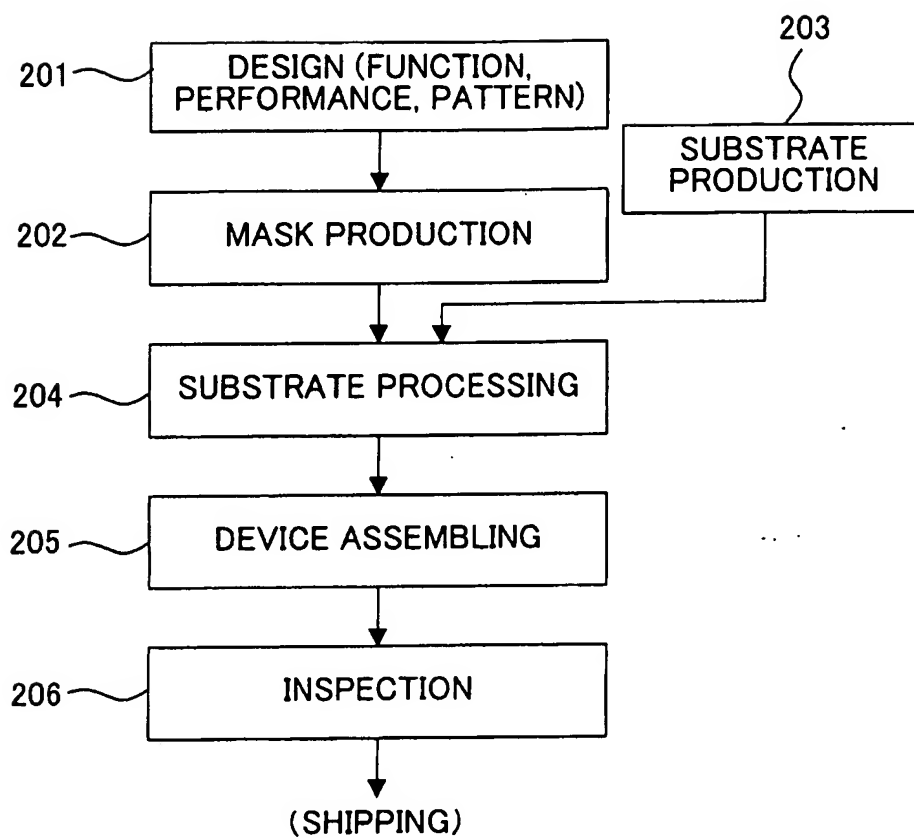 201
DESIGN (FUNCTION,
PERFORMANCE, PATTERN)
203
SUBSTRATE
PRODUCTION
202
MASK PRODUCTION
204
SUBSTRATE PROCESSING
205
DEVICE ASSEMBLING
206
INSPECTION
(SHIPPING)